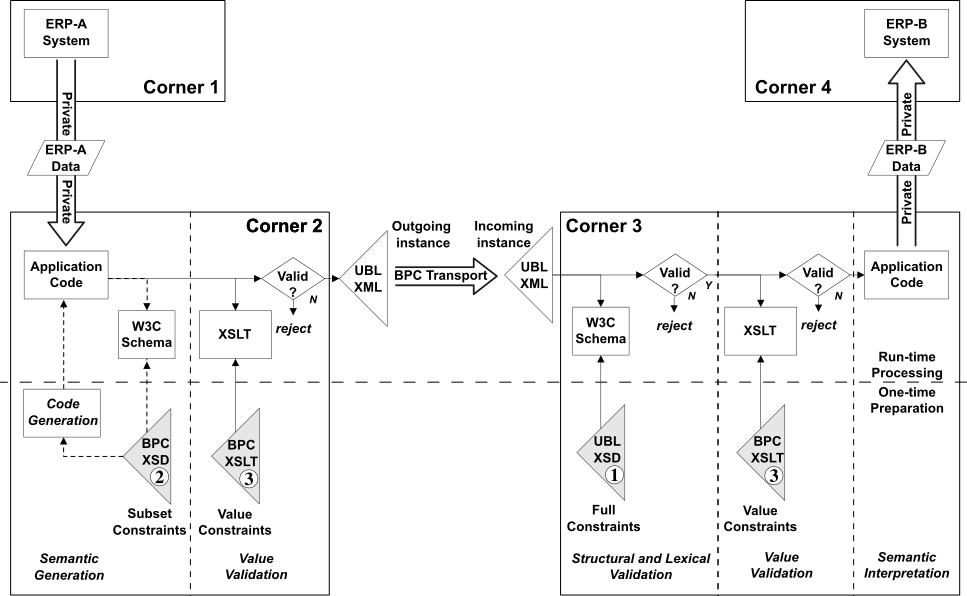 ERP-A
System
Corner 1
Private
ERP-A
Data
Private
ERP-B
System
Corner 4
Private
ERP-B
Data
Private
Corner 2
Application
Code
W3C
Schema
XSLT
Valid
?
N
reject
Code
Generation
BPC
XSD
2
Subset
Constraints
BPC
XSLT
3
Value
Constraints
Semantic
Generation
Value
Validation
UBL
XML
Outgoing
instance
BPC Transport
Incoming
instance
UBL
XML
Corner 3
W3C
Schema
Valid
?
N
Y
reject
XSLT
Valid
?
N
reject
Application
Code
Run-time
Processing
One-time
Preparation
UBL
XSD
1
Full
Constraints
BPC
XSLT
3
Value
Constraints
Structural and Lexical
Validation
Value
Validation
Semantic
Interpretation